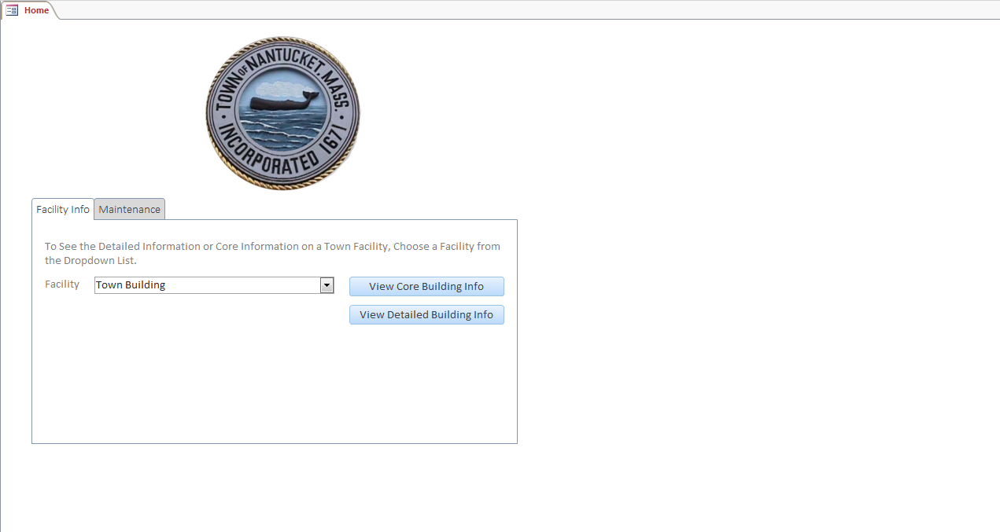 Home
TOWN OF NANTUCKET, MASS.
· INCORPORATED 1671 ·
Facility Info
Maintenance
To See the Detailed Information or Core Information on a Town Facility, Choose a Facility from
the Dropdown List.
Facility
Town Building
View Core Building Info
View Detailed Building Info